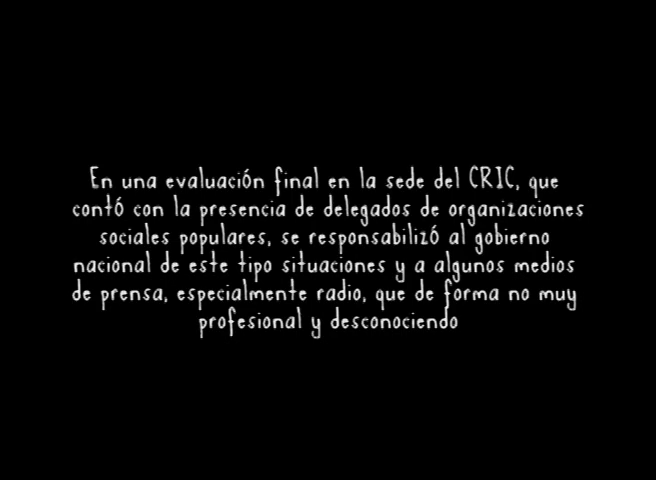 En una evaluación final en la sede del CRIC, que
contó con la presencia de delegados de organizaciones
sociales populares, se responsabilizó al gobierno
nacional de este tipo situaciones y a algunos medios
de prensa, especialmente radio, que de forma no muy
profesional y desconociendo